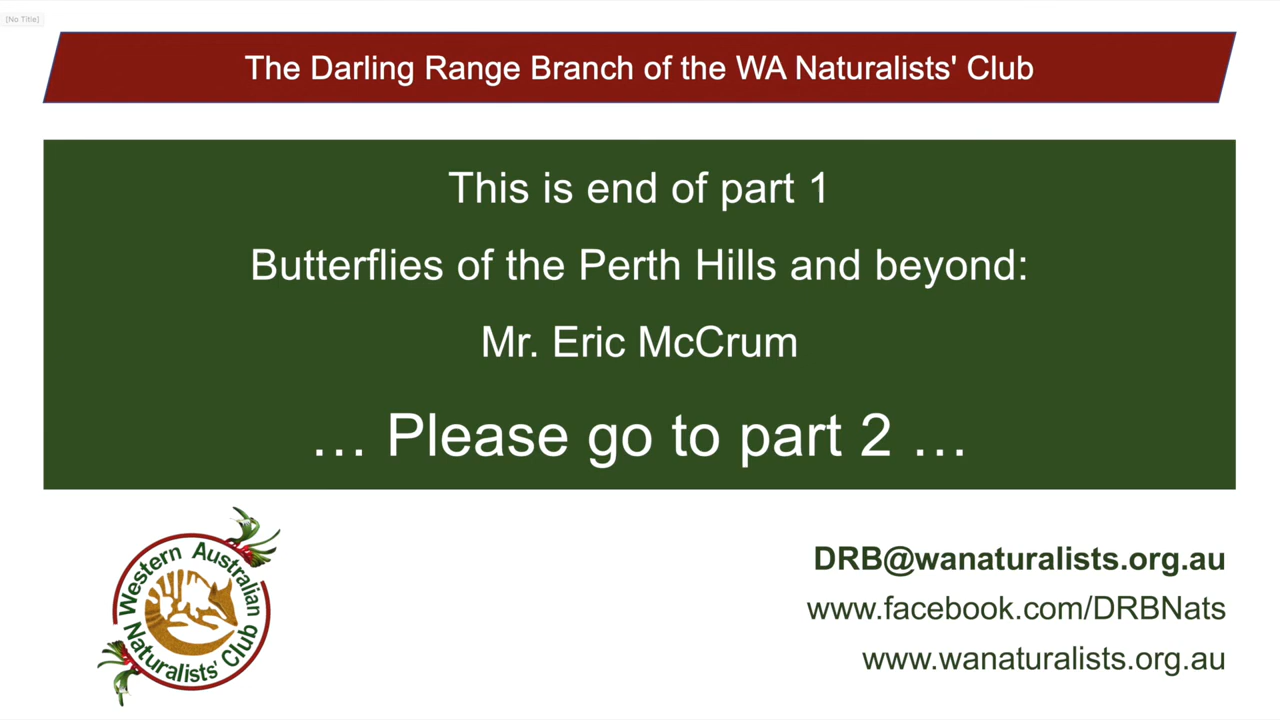 [No Title]
The Darling Range Branch of the WA Naturalists' Club
This is end of part 1
Butterflies of the Perth Hills and beyond:
Mr. Eric McCrum
… Please go to part 2 …
Western Australian
Naturalists' Club
DRB@wanaturalists.org.au
www.facebook.com/DRBNats
www.wanaturalists.org.au